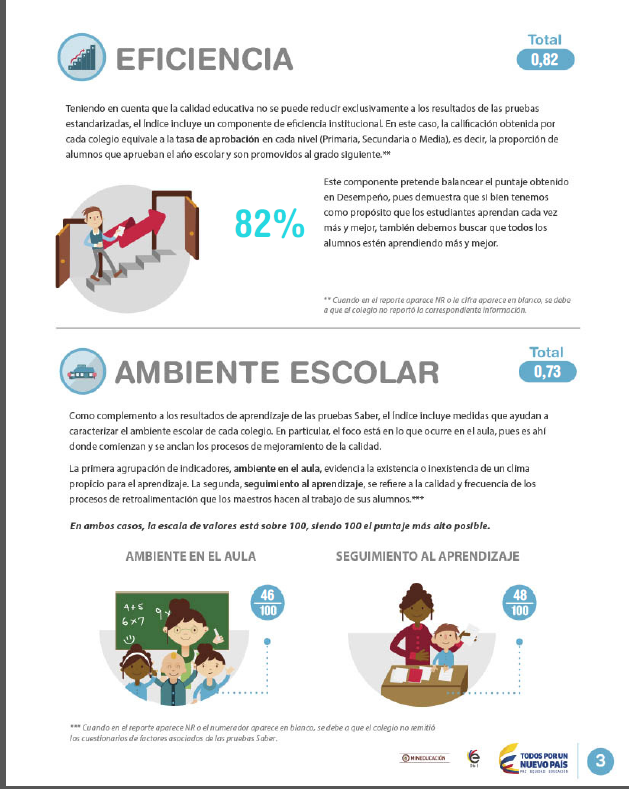 EFICIENCIA
Total
0,82
Teniendo en cuenta que la calidad educativa no se puede reducir exclusivamente a los resultados de las pruebas
estandarizadas, el Índice incluye un componente de eficiencia institucional. En este caso, la calificación obtenida por
cada colegio equivale a la tasa de aprobación en cada nivel (Primaria, Secundaria o Media), es decir, la proporción de
alumnos que aprueban el año escolar y son promovidos al grado siguiente.**
82%
Este componente pretende balancear el puntaje obtenido
en Desempeño, pues demuestra que si bien tenemos
como propósito que los estudiantes aprendan cada vez
más y mejor, también debemos buscar que todos los
alumnos estén aprendiendo más y mejor.
** Cuando en el reporte aparece NR o le cifra aparece en blanco, se debe
a que el colegio no reportó la correspondiente información.
AMBIENTE ESCOLAR
Total
0,73
Como complemento a los resultados de aprendizaje de las pruebas Saber, el Índice incluye medidas que ayudan a
caracterizar el ambiente escolar de cada colegio. En particular, el foco está en lo que ocurre en el aula, pues es ahí
donde comienzan y se anclan los procesos de mejoramiento de la calidad.
La primera agrupación de indicadores, ambiente en el aula, evidencia la existencia o inexistencia de un clima
propicio para el aprendizaje. La segunda, seguimiento al aprendizaje, se refiere a la calidad y frecuencia de los
procesos de retroalimentación que los maestros hacen al trabajo de sus alumnos.***
En ambos casos, la escala de valores está sobre 100, siendo 100 el puntaje más alto posible.
AMBIENTE EN EL AULA
SEGUIMIENTO AL APRENDIZAJE
4+5
6x7
9x
46
100
48
100
*** Cuando en el reporte aparece NR o el numerador aparece en blanco, se debe a que el colegio no remitió
los cuestionarios de factores asociados de las pruebas Saber.
MINEDUCACIÓN
TODOS POR UN
NUEVO PAÍS
PAZ EQUIDAD EDUCACIÓN
3